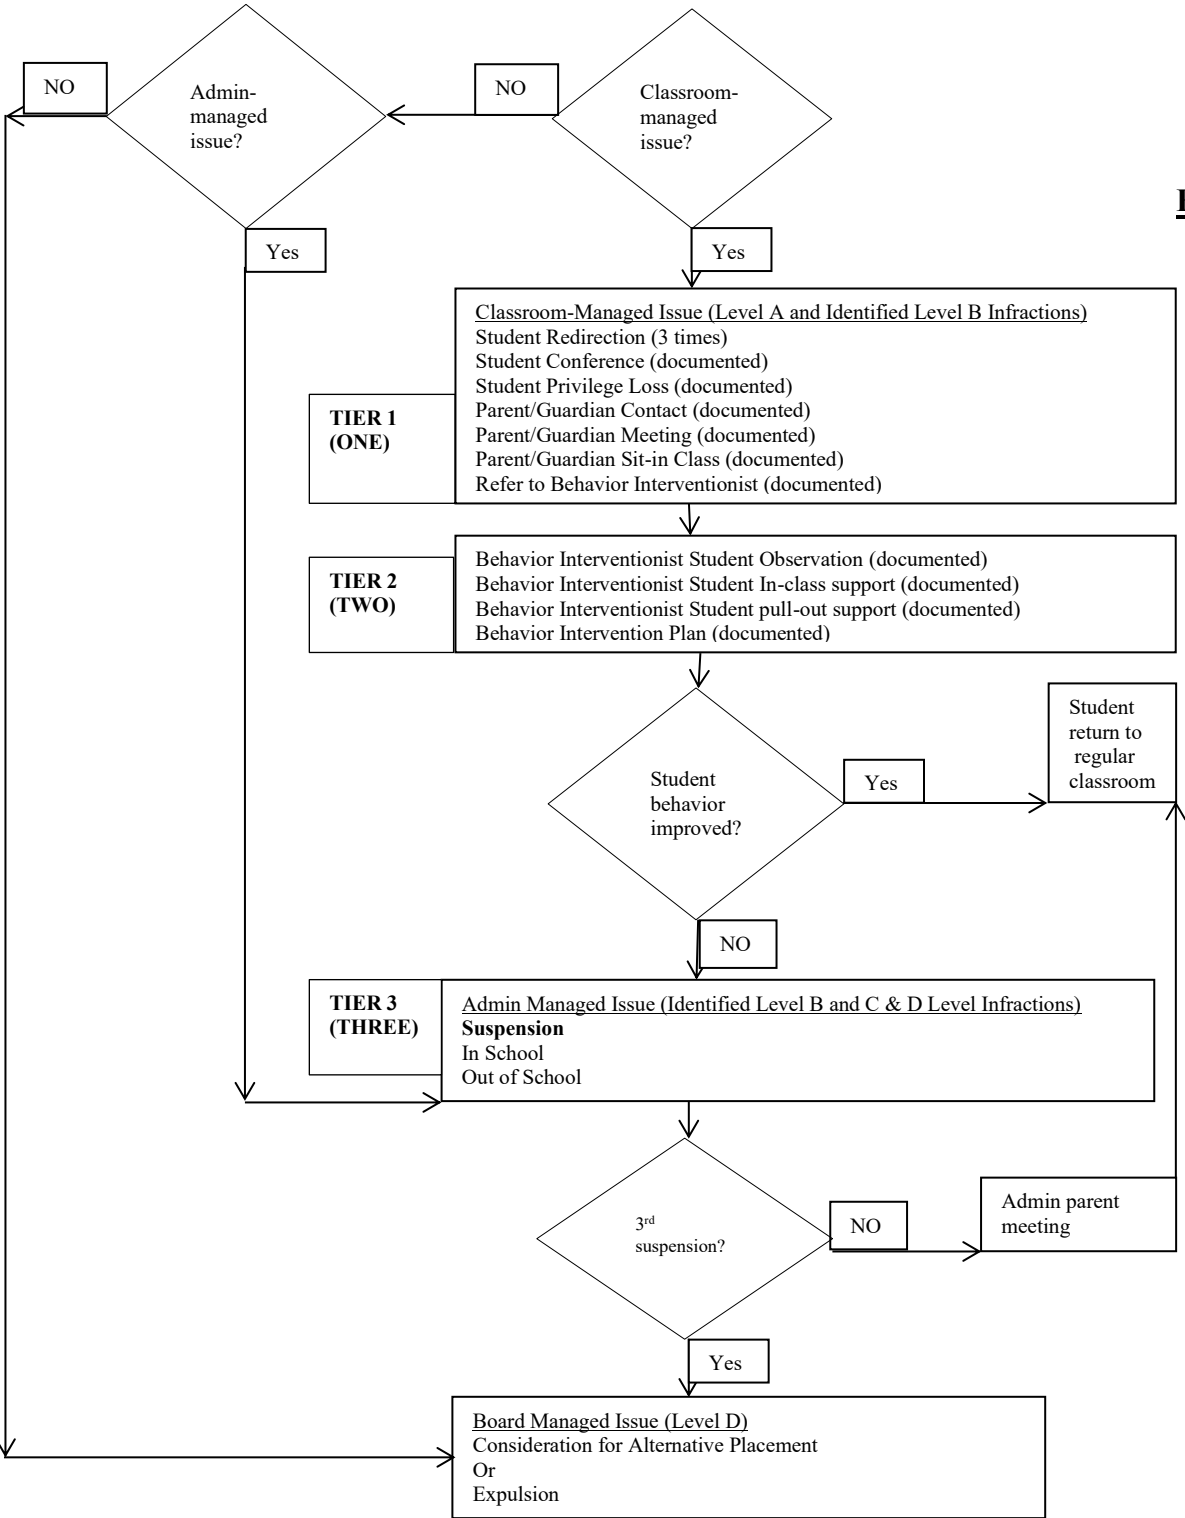 NO
Admin-
managed
issue?
NO
Classroom-
managed
issue?
Yes
Yes
Classroom-Managed Issue (Level A and Identified Level B Infractions)
Student Redirection (3 times)
Student Conference (documented)
Student Privilege Loss (documented)
Parent/Guardian Contact (documented)
Parent/Guardian Meeting (documented)
Parent/Guardian Sit-in Class (documented)
Refer to Behavior Interventionist (documented)
TIER 1
(ONE)
Behavior Interventionist Student Observation (documented)
Behavior Interventionist Student In-class support (documented)
Behavior Interventionist Student pull-out support (documented)
Behavior Intervention Plan (documented)
TIER 2
(TWO)
Student
behavior
improved?
Yes
Student
return to
regular
classroom
NO
TIER 3
(THREE)
Admin Managed Issue (Identified Level B and C & D Level Infractions)
Suspension
In School
Out of School
3rd
suspension?
NO
Admin parent
meeting
Yes
Board Managed Issue (Level D)
Consideration for Alternative Placement
Or
Expulsion